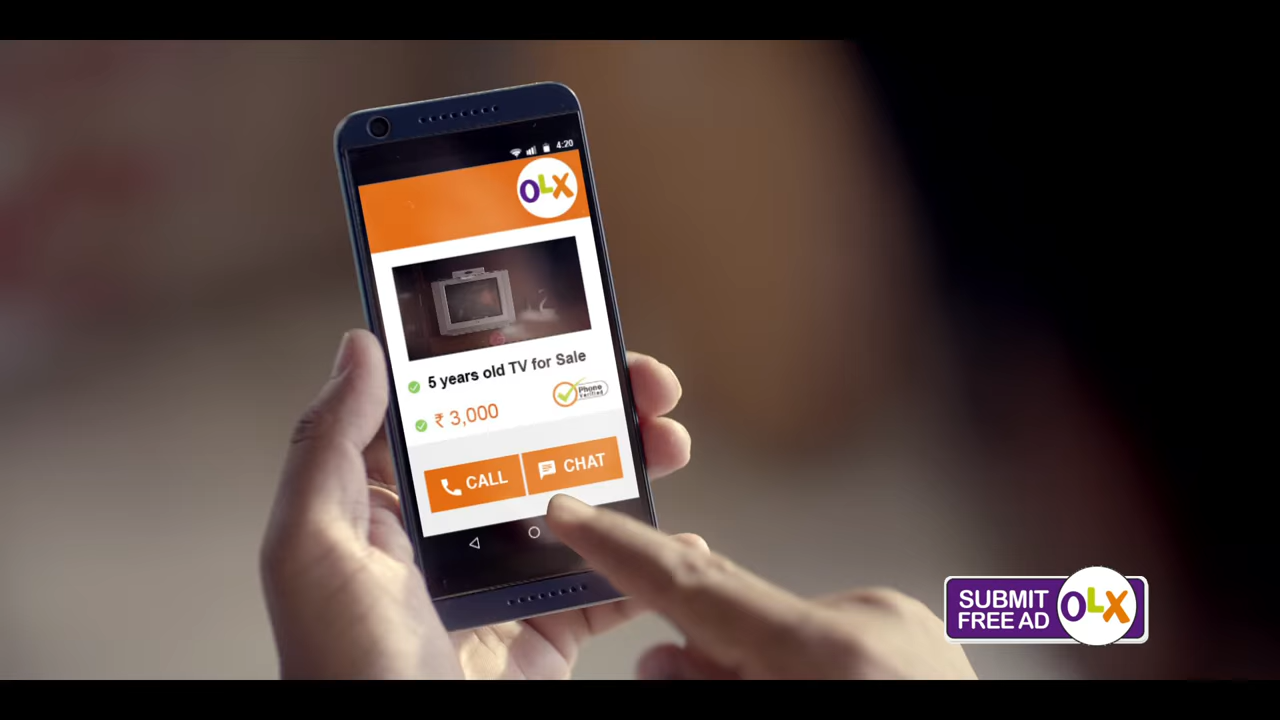 4:20
OLX
5 years old TV for Sale
₹ 3,000
Phone
Verified
CALL
CHAT
SUBMIT
FREE AD
OLX